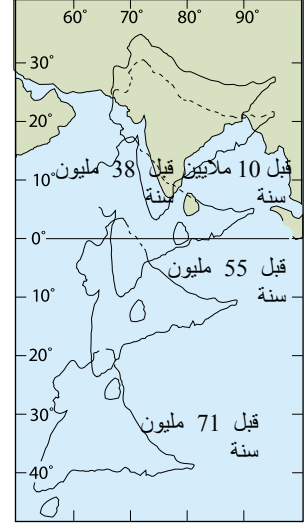 60° 70° 80° 90°
30°
20°
قبل 10 ملايين
سنة
قبل 38 مليون
سنة
10°
0°
قبل 55 مليون
سنة
10°
20°
30°
قبل 71 مليون
سنة
40°